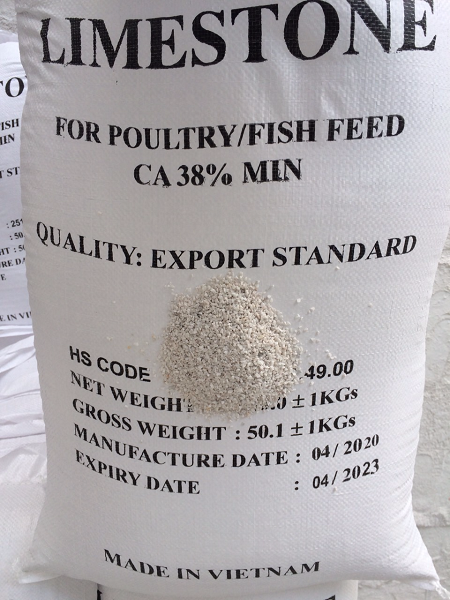 LIMESTONE
FOR POULTRY/FISH FEED
CA 38% MIN
QUALITY: EXPORT STANDARD
HS CODE 49.00
NET WEIGHT .0 ± 1KGs
GROSS WEIGHT : 50.1 ± 1KGs
MANUFACTURE DATE : 04/2020
EXPIRY DATE : 04/2023
MADE IN VIETNAM